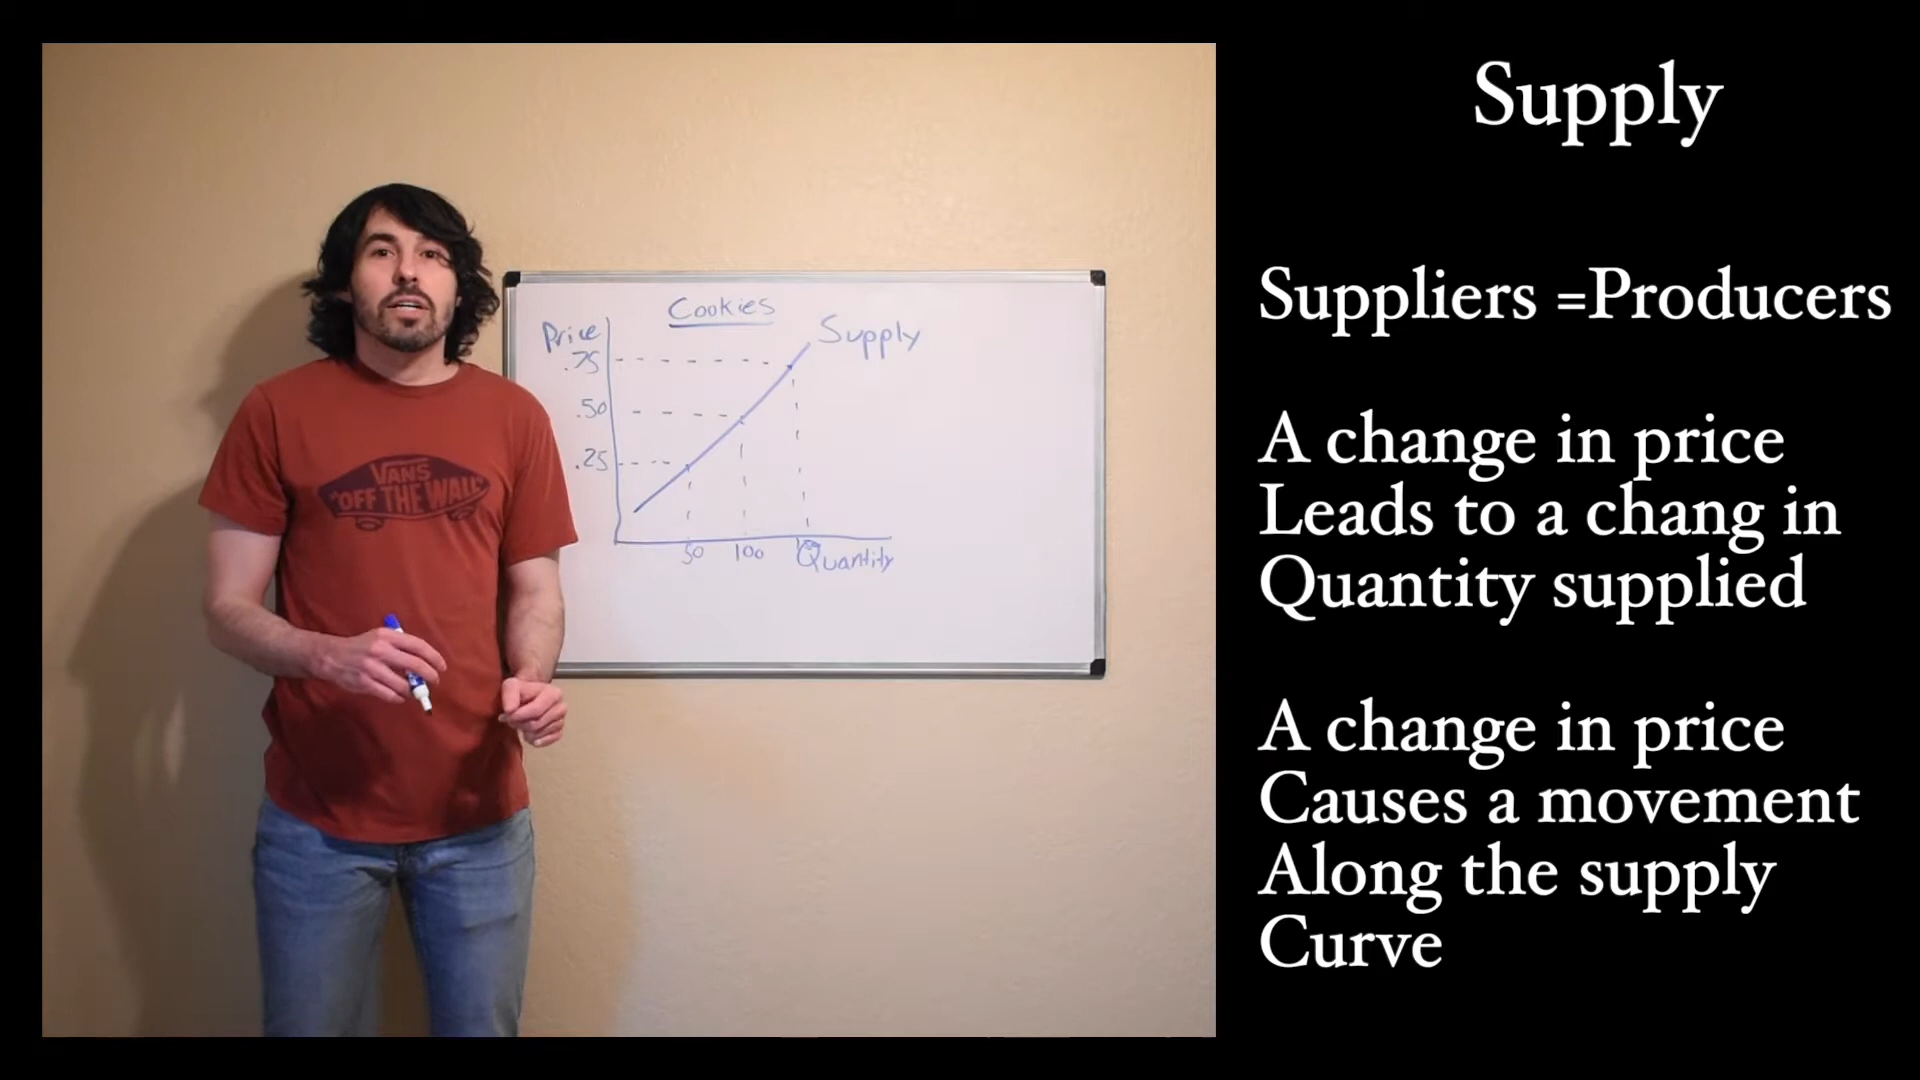 Supply
Suppliers =Producers
A change in price
Leads to a chang in
Quantity supplied
A change in price
Causes a movement
Along the supply
Curve
Cookies
Price
Supply
.75
.50
.25
50 100
Quantity
VANS
"OFF THE WALL"